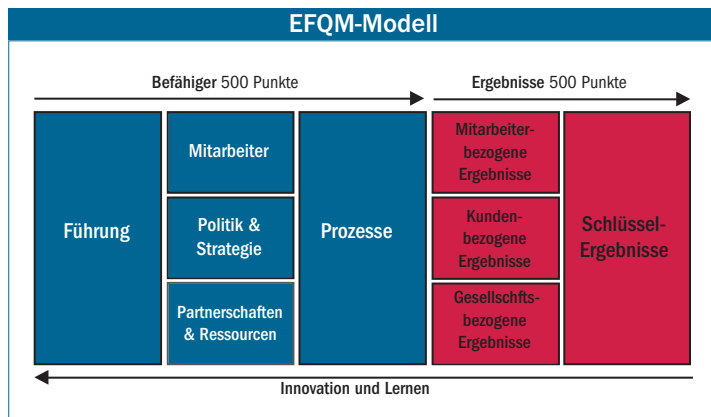 EFQM-Modell
Befähiger 500 Punkte
Ergebnisse 500 Punkte
Führung
Mitarbeiter
Politik &
Strategie
Partnerschaften
& Ressourcen
Prozesse
Mitarbeiter-
bezogene
Ergebnisse
Kunden-
bezogene
Ergebnisse
Gesellschfts-
bezogene
Ergebnisse
Schlüssel-
Ergebnisse
Innovation und Lernen